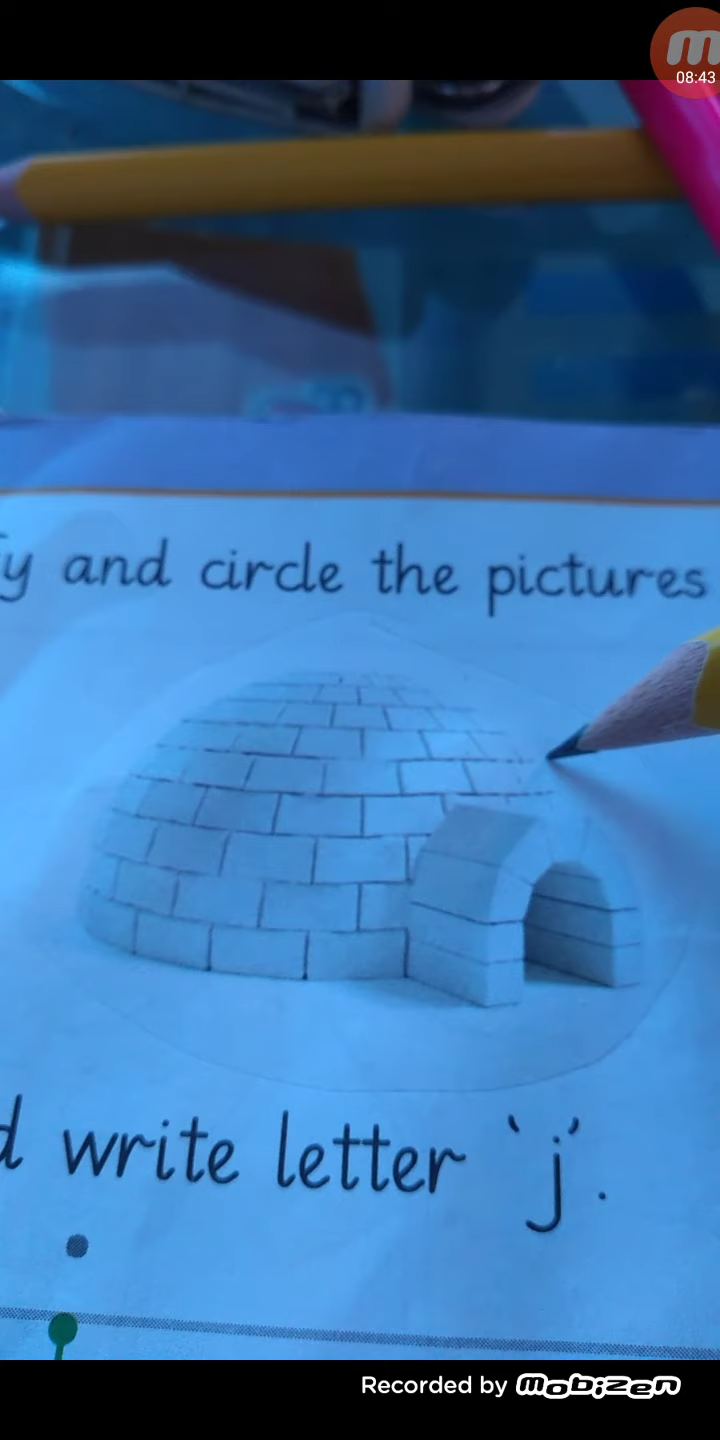 08:43
y and circle the pictures
d write letter 'j'.
Recorded by Mobizen